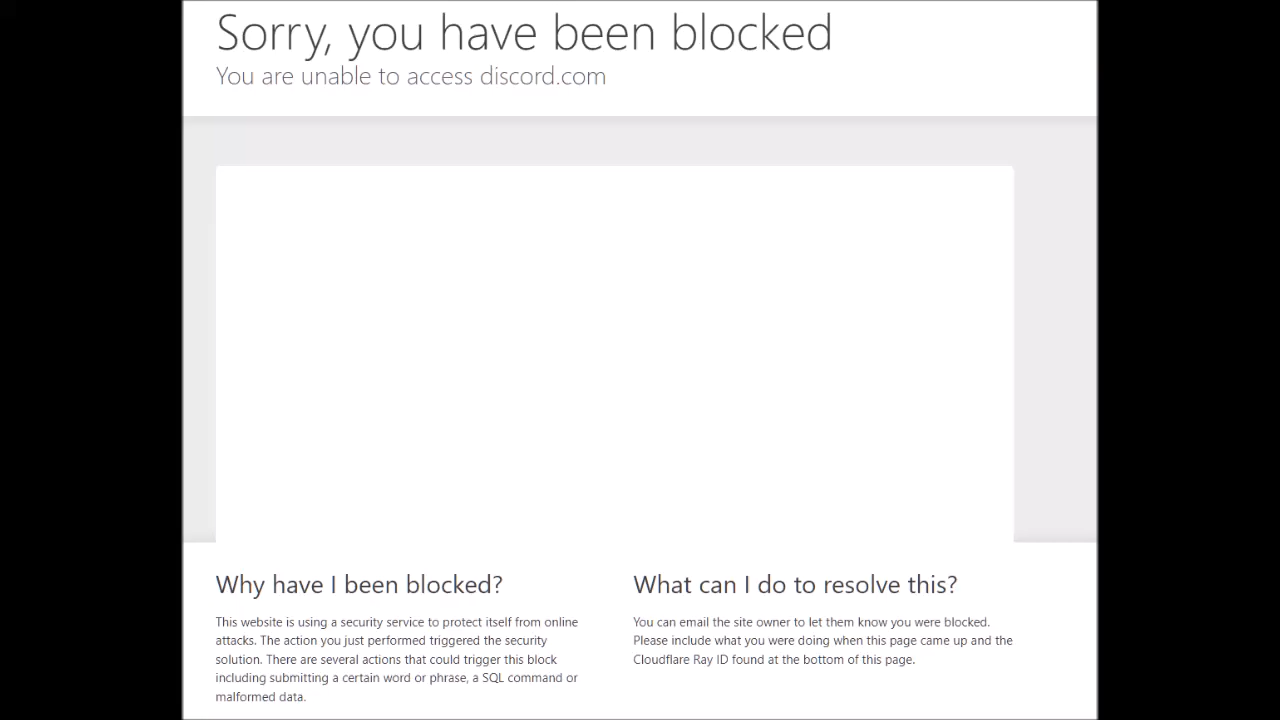 Sorry, you have been blocked
You are unable to access discord.com
Why have I been blocked?
This website is using a security service to protect itself from online
attacks. The action you just performed triggered the security
solution. There are several actions that could trigger this block
including submitting a certain word or phrase, a SQL command or
malformed data.
What can I do to resolve this?
You can email the site owner to let them know you were blocked.
Please include what you were doing when this page came up and the
Cloudflare Ray ID found at the bottom of this page.